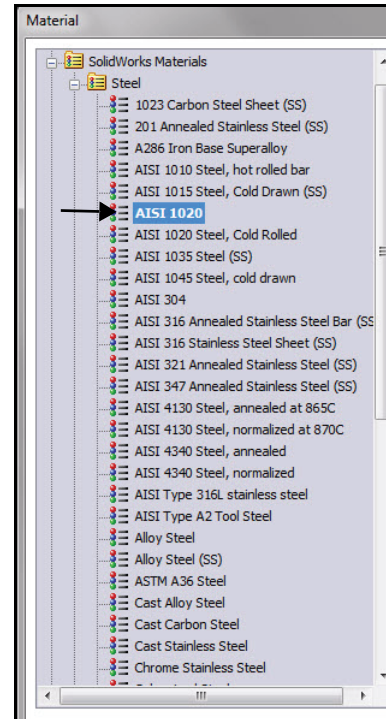 Material
SolidWorks Materials
Steel
1023 Carbon Steel Sheet (SS)
201 Annealed Stainless Steel (SS)
A286 Iron Base Superalloy
AISI 1010 Steel, hot rolled bar
AISI 1015 Steel, Cold Drawn (SS)
AISI 1020
AISI 1020 Steel, Cold Rolled
AISI 1035 Steel (SS)
AISI 1045 Steel, cold drawn
AISI 304
AISI 316 Annealed Stainless Steel Bar (SS
AISI 316 Stainless Steel Sheet (SS)
AISI 321 Annealed Stainless Steel (SS)
AISI 347 Annealed Stainless Steel (SS)
AISI 4130 Steel, annealed at 865C
AISI 4130 Steel, normalized at 870C
AISI 4340 Steel, annealed
AISI 4340 Steel, normalized
AISI Type 316L stainless steel
AISI Type A2 Tool Steel
Alloy Steel
Alloy Steel (SS)
ASTM A36 Steel
Cast Alloy Steel
Cast Carbon Steel
Cast Stainless Steel
Chrome Stainless Steel